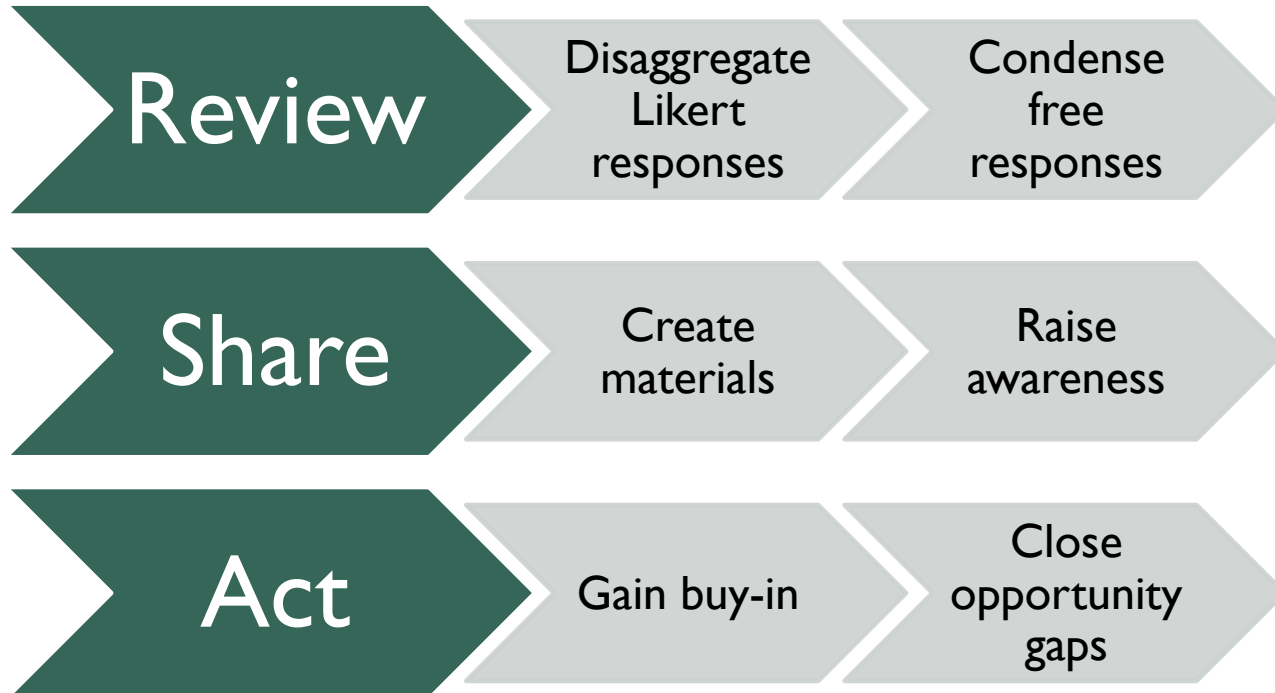 Review
Disaggregate
Likert
responses
Condense
free
responses
Share
Create
materials
Raise
awareness
Act
Gain buy-in
Close
opportunity
gaps